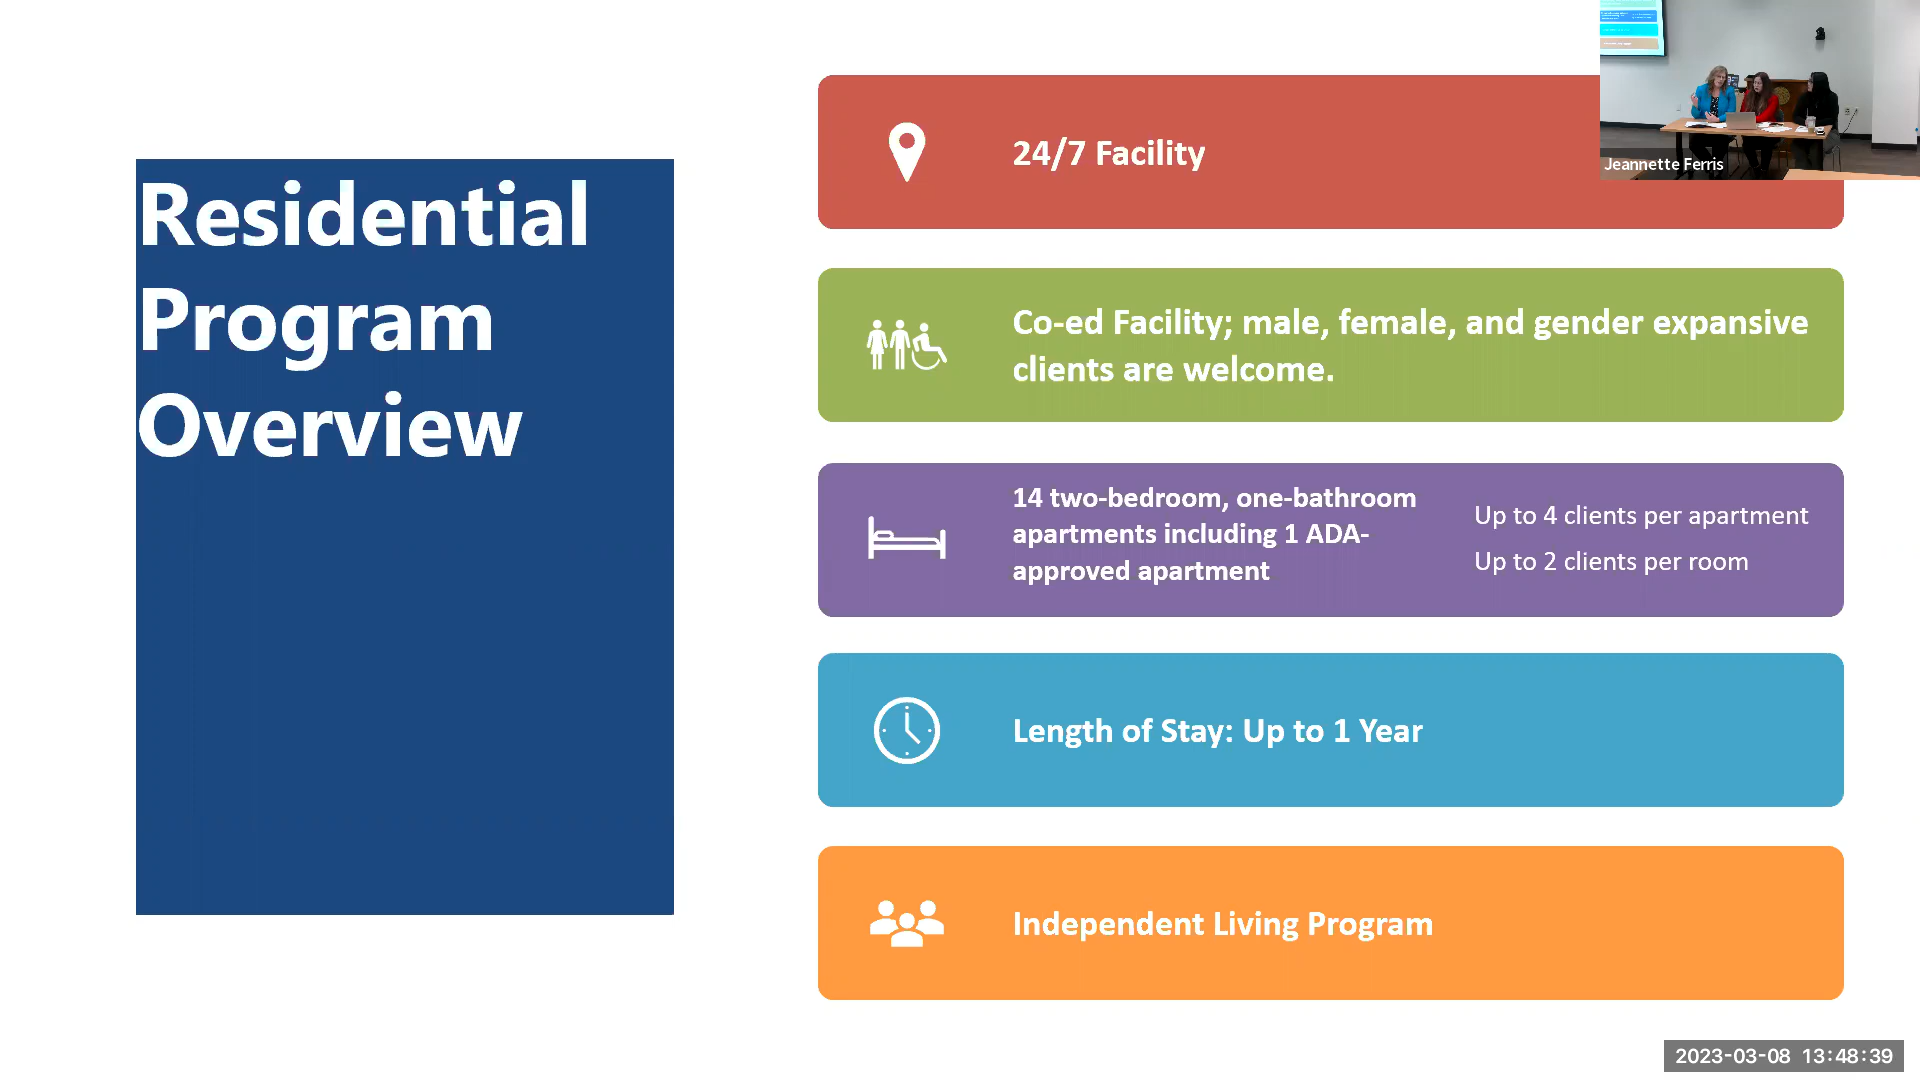 Residential
Program
Overview
24/7 Facility
Co-ed Facility; male, female, and gender expansive
clients are welcome.
14 two-bedroom, one-bathroom
apartments including 1 ADA-
approved apartment
Up to 4 clients per apartment
Up to 2 clients per room
Length of Stay: Up to 1 Year
Independent Living Program
Jeannette Ferris
2023-03-08 13:48:39